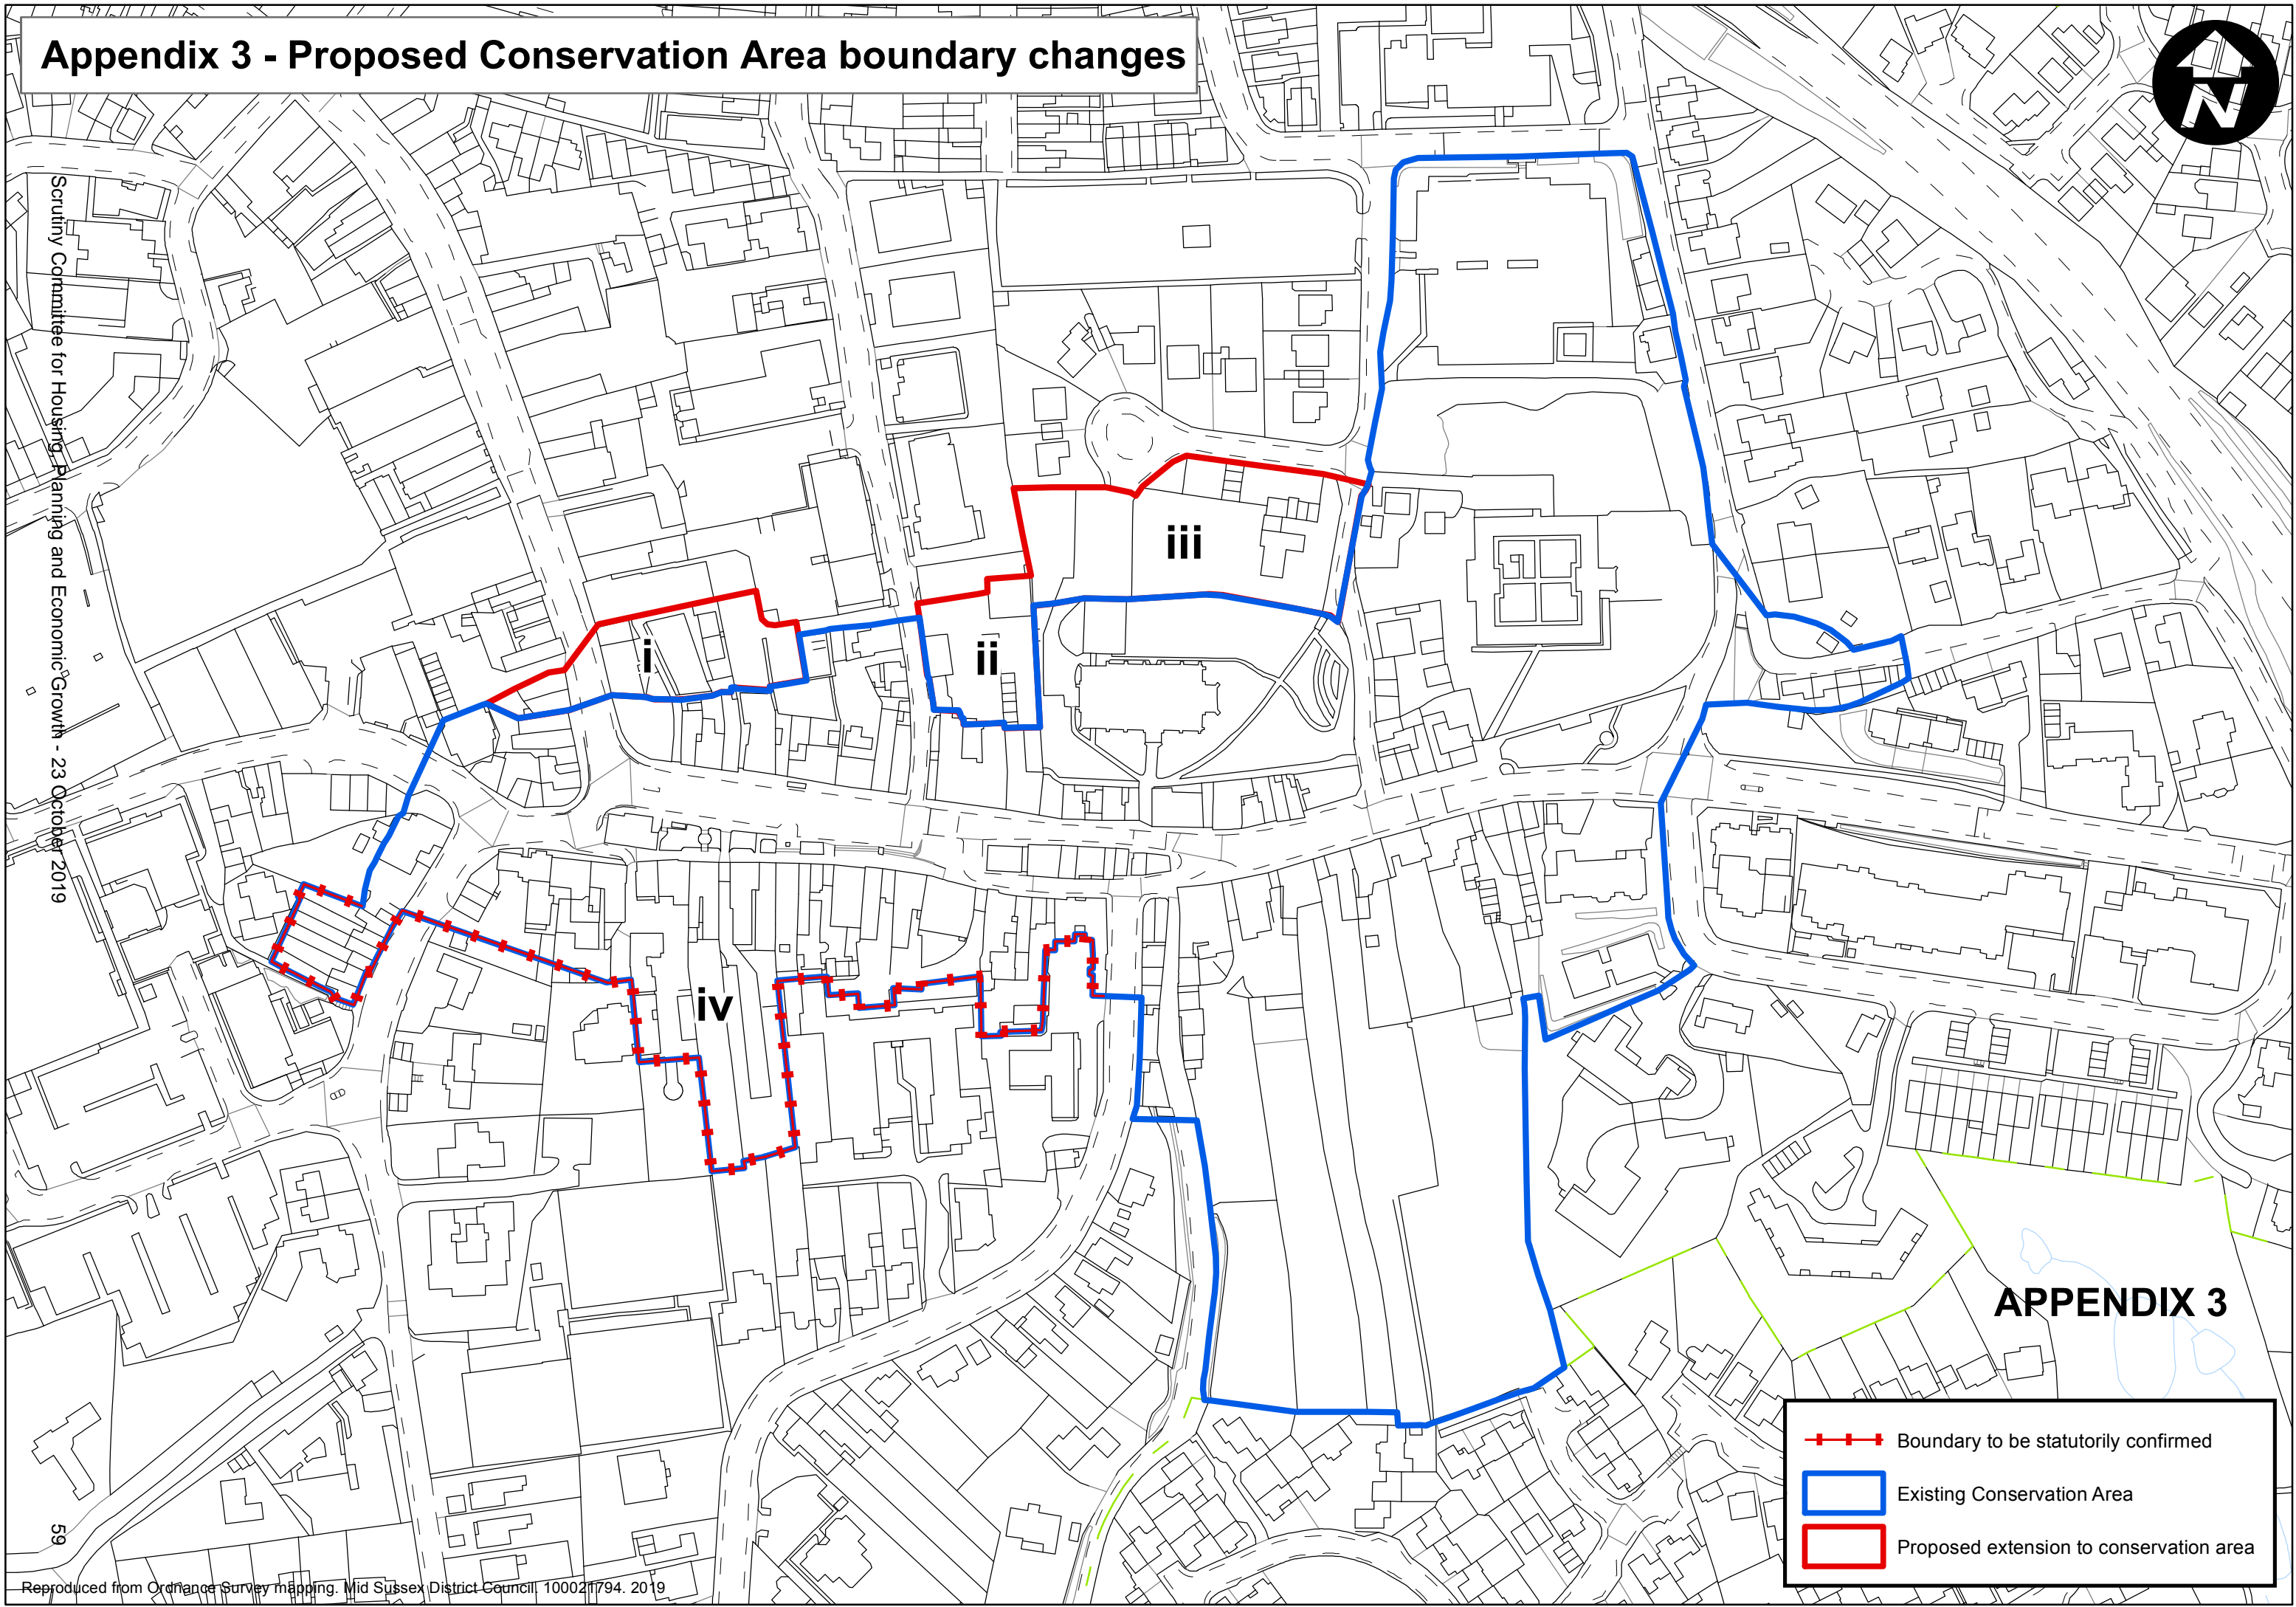 Appendix 3 - Proposed Conservation Area boundary changes
N
Scrutiny Committee for Housing, Planning and Economic Growth - 23 October 2019
i
ii
iii
iv
APPENDIX 3
Boundary to be statutorily confirmed
Existing Conservation Area
Proposed extension to conservation area
59
Reproduced from Ordnance Survey mapping. Mid Sussex District Council. 100021794. 2019